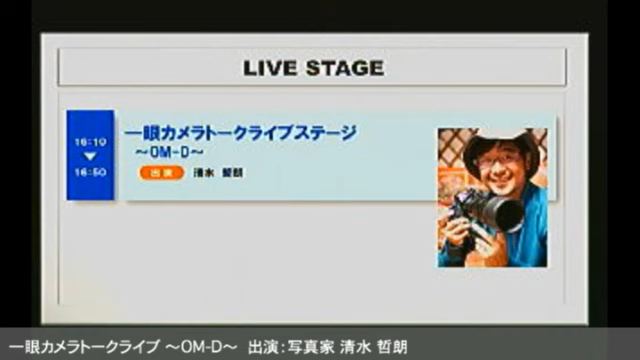 LIVE STAGE
16:10
16:50
一眼カメラトークライブステージ
～OM-D～
出演 清水 哲朗
一眼カメラトークライブ ～OM-D～ 出演：写真家 清水 哲朗